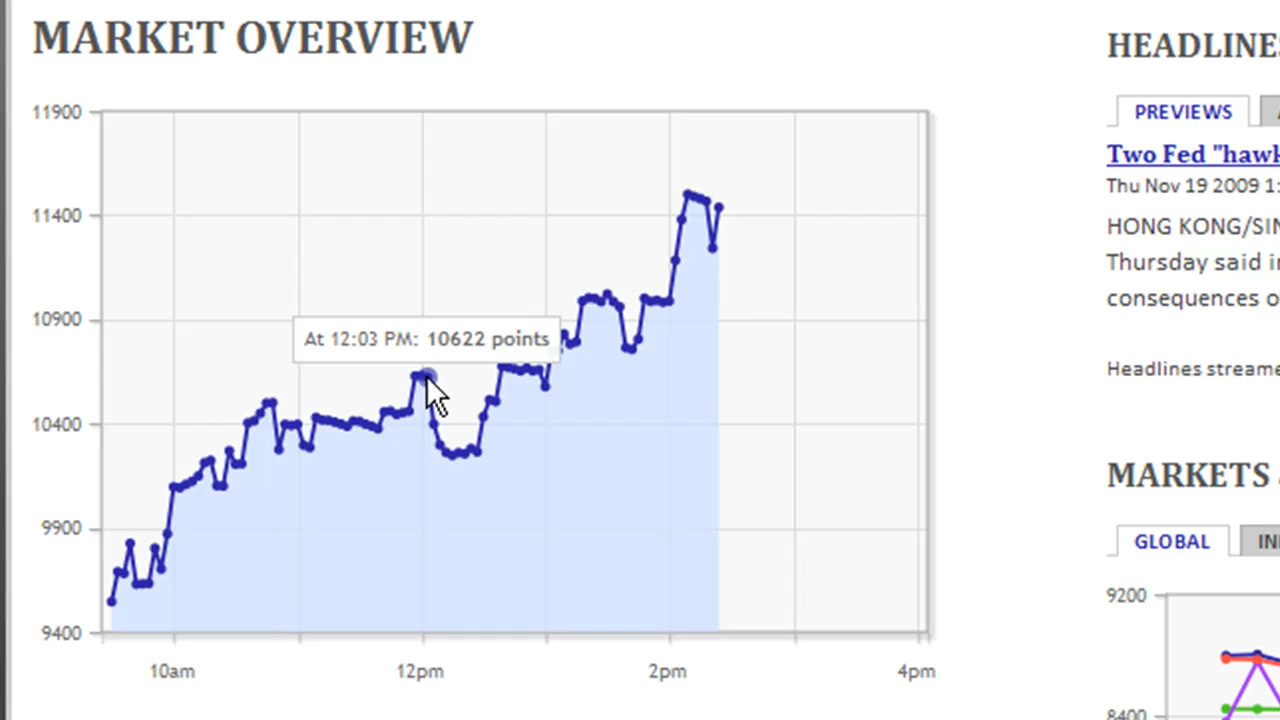 MARKET OVERVIEW
11900
11400
10900
10400
9900
9400
At 12:03 PM: 10622 points
10am
12pm
2pm
4pm
PREVIEWS
Two Fed "hawk
Thu Nov 19 2009 1:
HONG KONG/SIN
Thursday said i
consequences o
Headlines streame
MARKETS
GLOBAL
9200
8400